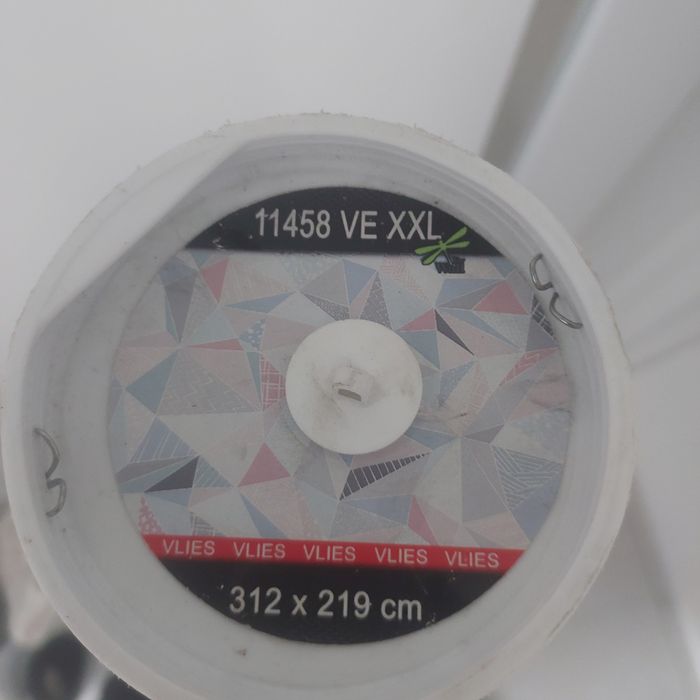 11458 VE XXL
VLIES VLIES VLIES VLIES VLIES
312 x 219 cm